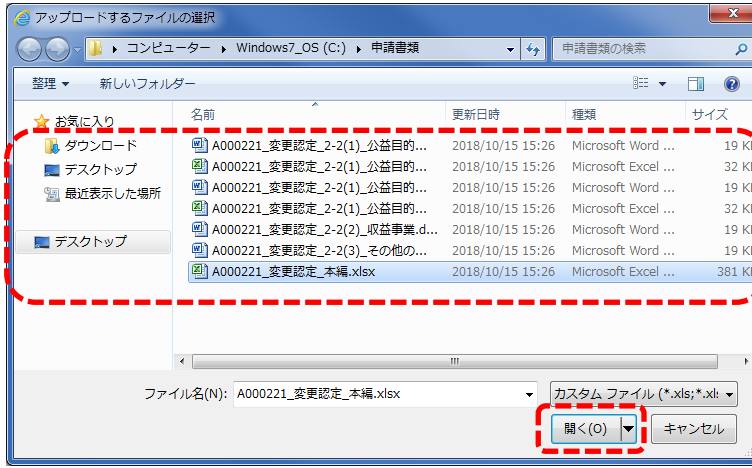 アップロードするファイルの選択
コンピューター ▸ Windows7_OS (C:) ▸ 申請書類
申請書類の検索
整理 新しいフォルダー
お気に入り
ダウンロード
デスクトップ
最近表示した場所
デスクトップ
名前 更新日時 種類 サイズ
A000221_変更認定_2-2(1)_公益目的... 2018/10/15 15:26 Microsoft Word ... 19 K
A000221_変更認定_2-2(1)_公益目的... 2018/10/15 15:26 Microsoft Excel ... 32 K
A000221_変更認定_2-2(1)_公益目的... 2018/10/15 15:26 Microsoft Word ... 19 K
A000221_変更認定_2-2(1)_公益目的... 2018/10/15 15:26 Microsoft Excel ... 32 K
A000221_変更認定_2-2(2)_収益事業.d... 2018/10/15 15:26 Microsoft Word ... 19 K
A000221_変更認定_2-2(3)_その他の... 2018/10/15 15:26 Microsoft Word ... 19 K
A000221_変更認定_本編.xlsx 2018/10/15 15:26 Microsoft Excel ... 381 K
ファイル名(N): A000221_変更認定_本編.xlsx
カスタム ファイル (*.xls;*.xl
開く(O) キャンセル